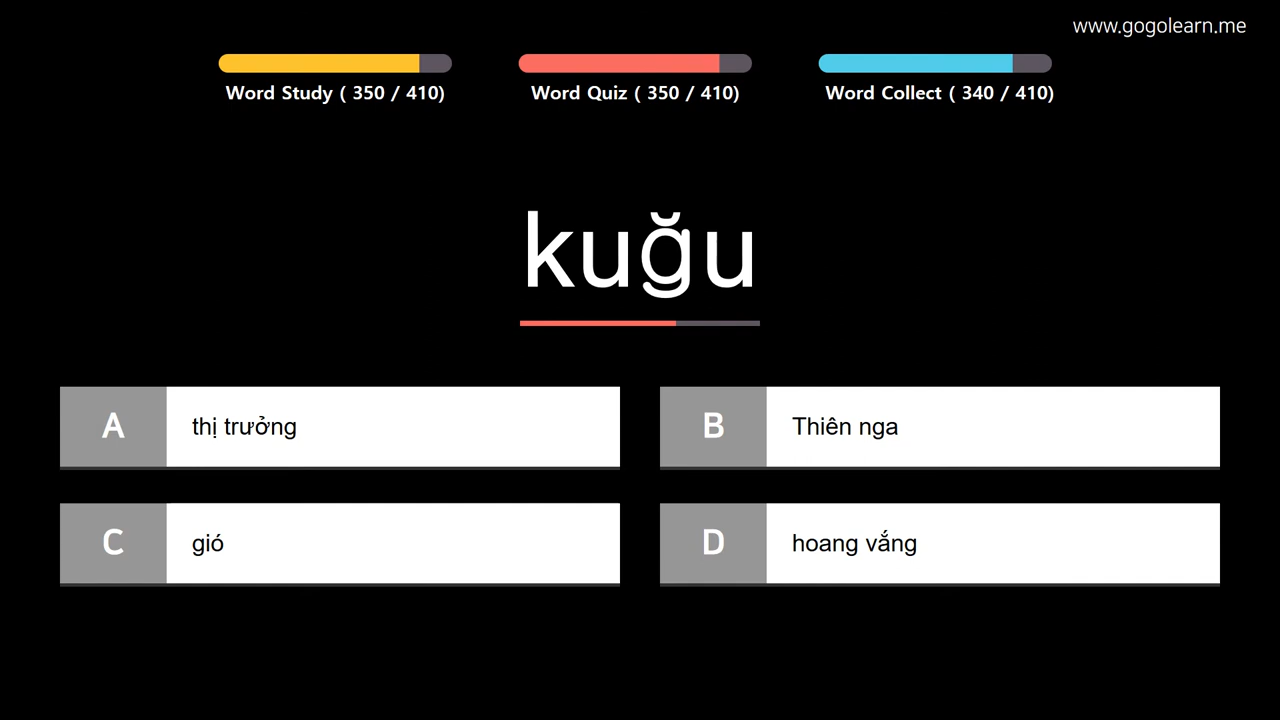 www.gogolearn.me
Word Study ( 350 / 410)
Word Quiz ( 350 / 410)
Word Collect ( 340 / 410)
kuğu
A thị trưởng
B Thiên nga
C gió
D hoang vắng